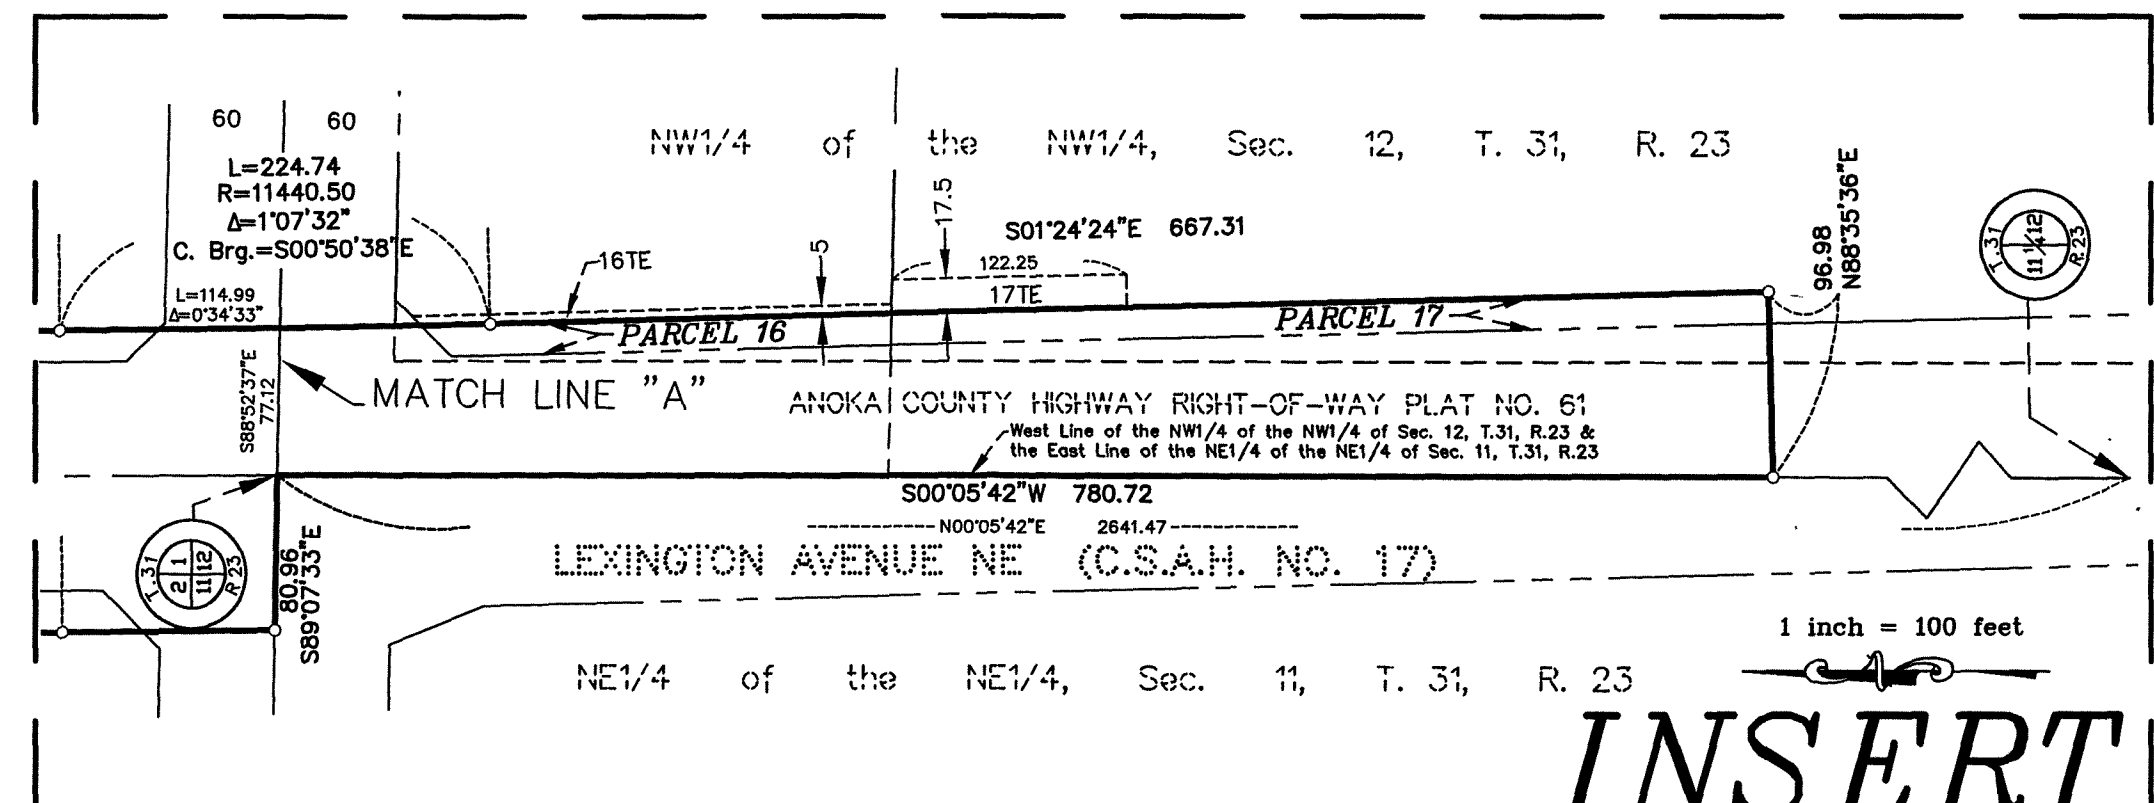 60 60
NW1/4 of the NW1/4, Sec. 12, T. 31, R. 23
L=224.74
R=11440.50
Δ=1°07'32"
C. Brg.=S00°50'38"E
L=114.99
Δ=0°34'33"
16TE
5
17.5
S01°24'24"E 667.31
122.25
17TE
96.98
N88°35'36"E
T.31
11 1/4 12
R.23
PARCEL 16
PARCEL 17
S88°52'37"E
77.12
MATCH LINE "A"
ANOKA COUNTY HIGHWAY RIGHT-OF-WAY PLAT NO. 61
West Line of the NW1/4 of the NW1/4 of Sec. 12, T.31, R.23 &
the East Line of the NE1/4 of the NE1/4 of Sec. 11, T.31, R.23
S00°05'42"W 780.72
N00°05'42"E 2641.47
LEXINGTON AVENUE NE (C.S.A.H. NO. 17)
T.31
2 1
11 12
R.23
80.96
S89°07'33"E
1 inch = 100 feet
NE1/4 of the NE1/4, Sec. 11, T. 31, R. 23
INSERT